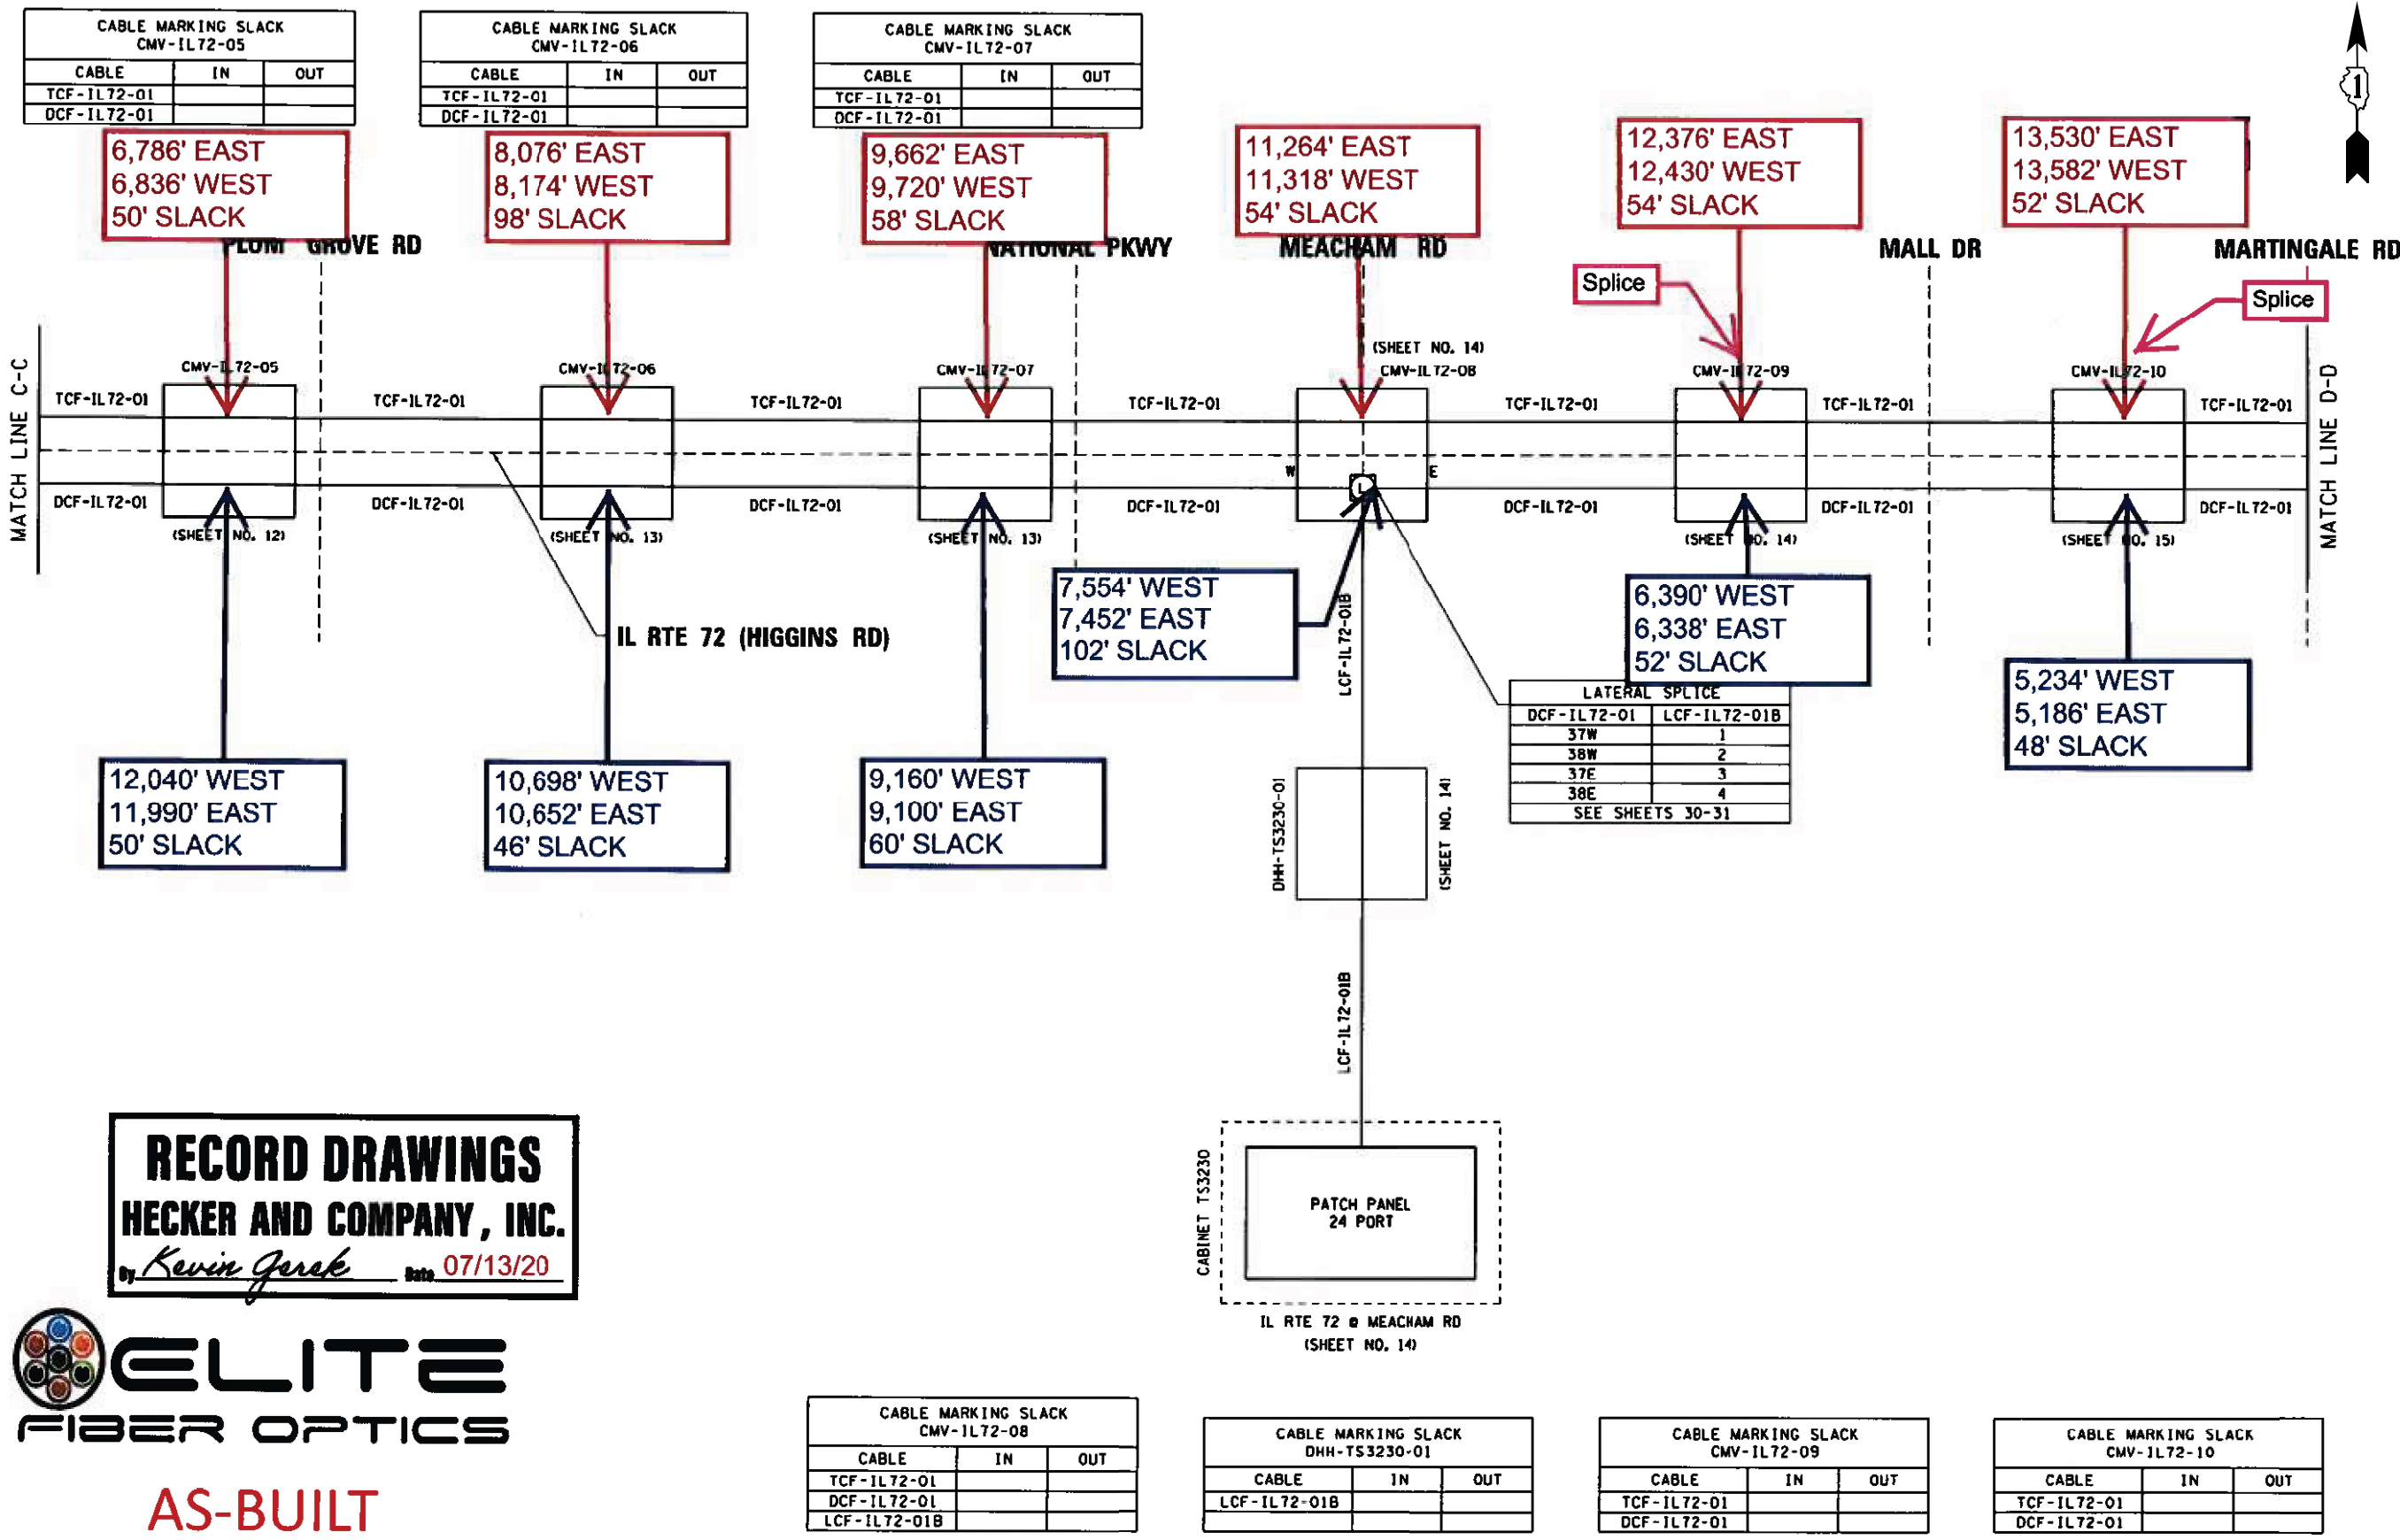 CABLE MARKING SLACK
CMV-IL72-05
CABLE IN OUT
TCF-IL72-01
DCF-IL72-01
CABLE MARKING SLACK
CMV-IL72-06
CABLE IN OUT
TCF-IL72-01
DCF-IL72-01
CABLE MARKING SLACK
CMV-IL72-07
CABLE IN OUT
TCF-IL72-01
DCF-IL72-01
1
6,786' EAST
6,836' WEST
50' SLACK
8,076' EAST
8,174' WEST
98' SLACK
9,662' EAST
9,720' WEST
58' SLACK
11,264' EAST
11,318' WEST
54' SLACK
12,376' EAST
12,430' WEST
54' SLACK
13,530' EAST
13,582' WEST
52' SLACK
PLUM GROVE RD
NATIONAL PKWY
MEACHAM RD
MALL DR
MARTINGALE RD
Splice
Splice
MATCH LINE C-C
CMV-IL72-05
CMV-IL72-06
CMV-IL72-07
(SHEET NO. 14)
CMV-IL72-08
CMV-IL72-09
CMV-IL72-10
TCF-IL72-01
TCF-IL72-01
TCF-IL72-01
TCF-IL72-01
TCF-IL72-01
TCF-IL72-01
TCF-IL72-01
W
E
L
DCF-IL72-01
DCF-IL72-01
DCF-IL72-01
DCF-IL72-01
DCF-IL72-01
DCF-IL72-01
DCF-IL72-01
MATCH LINE D-D
(SHEET NO. 12)
(SHEET NO. 13)
(SHEET NO. 13)
(SHEET NO. 14)
(SHEET NO. 15)
IL RTE 72 (HIGGINS RD)
7,554' WEST
7,452' EAST
102' SLACK
LCF-IL72-01B
6,390' WEST
6,338' EAST
52' SLACK
5,234' WEST
5,186' EAST
48' SLACK
LATERAL SPLICE
DCF-IL72-01 LCF-IL72-01B
37W 1
38W 2
37E 3
38E 4
SEE SHEETS 30-31
12,040' WEST
11,990' EAST
50' SLACK
10,698' WEST
10,652' EAST
46' SLACK
9,160' WEST
9,100' EAST
60' SLACK
DHH-TS3230-01
(SHEET NO. 14)
LCF-IL72-01B
CABINET TS3230
PATCH PANEL
24 PORT
IL RTE 72 @ MEACHAM RD
(SHEET NO. 14)
RECORD DRAWINGS
HECKER AND COMPANY, INC.
By Kevin Gerek Date 07/13/20
ELITE
FIBER OPTICS
AS-BUILT
CABLE MARKING SLACK
CMV-IL72-08
CABLE IN OUT
TCF-IL72-01
DCF-IL72-01
LCF-IL72-01B
CABLE MARKING SLACK
DHH-TS3230-01
CABLE IN OUT
LCF-IL72-01B
CABLE MARKING SLACK
CMV-IL72-09
CABLE IN OUT
TCF-IL72-01
DCF-IL72-01
CABLE MARKING SLACK
CMV-IL72-10
CABLE IN OUT
TCF-IL72-01
DCF-IL72-01